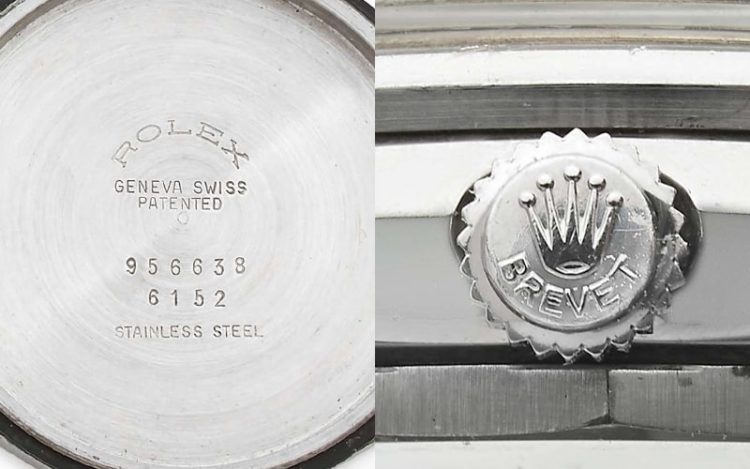 ROLEX
GENEVA SWISS
PATENTED
956638
6152
STAINLESS STEEL
BREVET